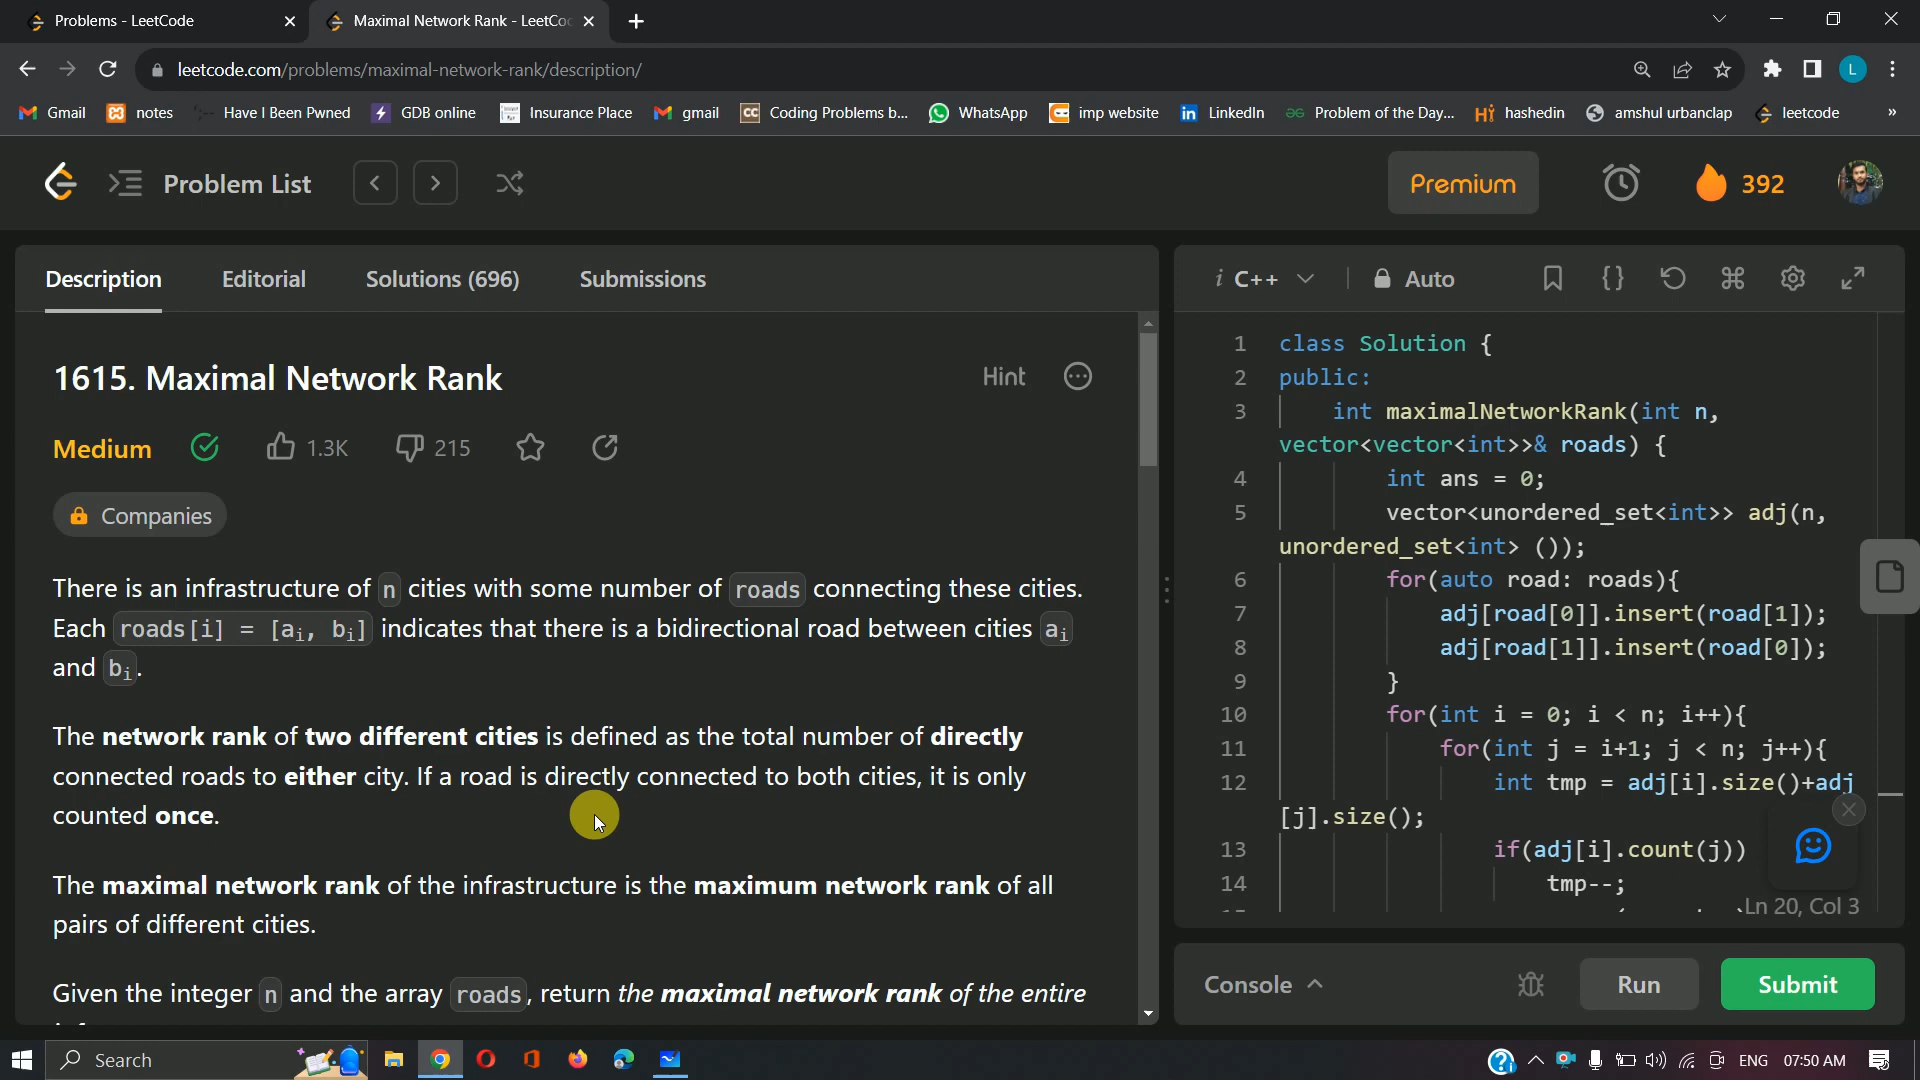 Problems - LeetCode
Maximal Network Rank - LeetCo
leetcode.com/problems/maximal-network-rank/description/
Gmail notes Have I Been Pwned GDB online Insurance Place gmail Coding Problems b... WhatsApp imp website LinkedIn Problem of the Day... hashedin amshul urbanclap leetcode »
Problem List Premium 392
Description Editorial Solutions (696) Submissions
1615. Maximal Network Rank Hint
Medium 1.3K 215
Companies
There is an infrastructure of n cities with some number of roads connecting these cities.
Each roads[i] = [ai, bi] indicates that there is a bidirectional road between cities ai
and bi.
The network rank of two different cities is defined as the total number of directly
connected roads to either city. If a road is directly connected to both cities, it is only
counted once.
The maximal network rank of the infrastructure is the maximum network rank of all
pairs of different cities.
Given the integer n and the array roads, return the maximal network rank of the entire
i C++ Auto
1 class Solution {
2 public:
3 int maximalNetworkRank(int n,
vector<vector<int>>& roads) {
4 int ans = 0;
5 vector<unordered_set<int>> adj(n,
unordered_set<int> ());
6 for(auto road: roads){
7 adj[road[0]].insert(road[1]);
8 adj[road[1]].insert(road[0]);
9 }
10 for(int i = 0; i < n; i++){
11 for(int j = i+1; j < n; j++){
12 int tmp = adj[i].size()+adj
[j].size();
13 if(adj[i].count(j))
14 tmp--;
Ln 20, Col 3
Console Run Submit
Search ENG 07:50 AM